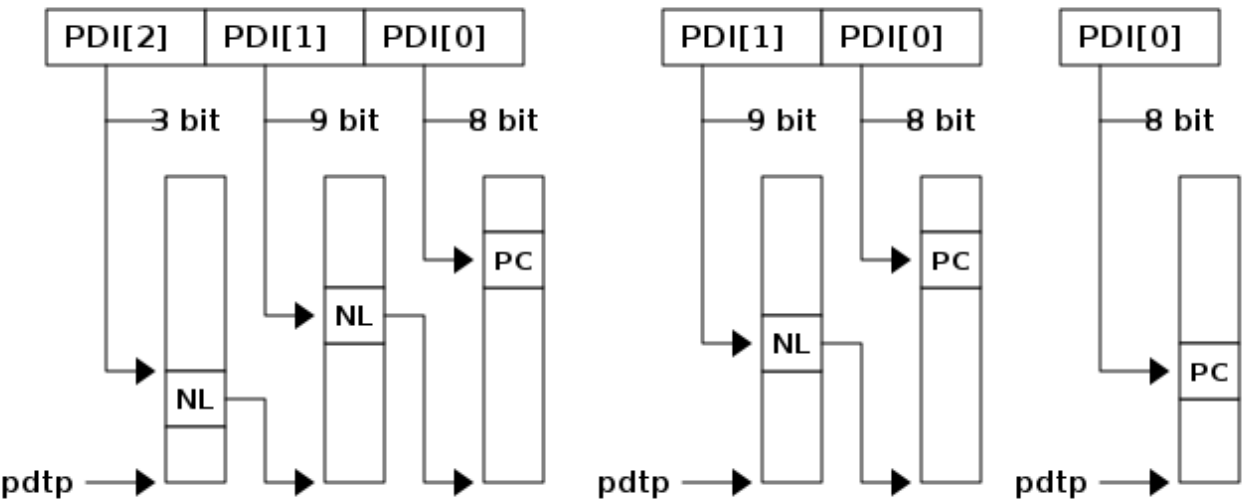 PDI[2] PDI[1] PDI[0] PDI[1] PDI[0] PDI[0]
3 bit 9 bit 8 bit 9 bit 8 bit 8 bit
PC PC
NL
NL
PC
NL
pdtp pdtp pdtp